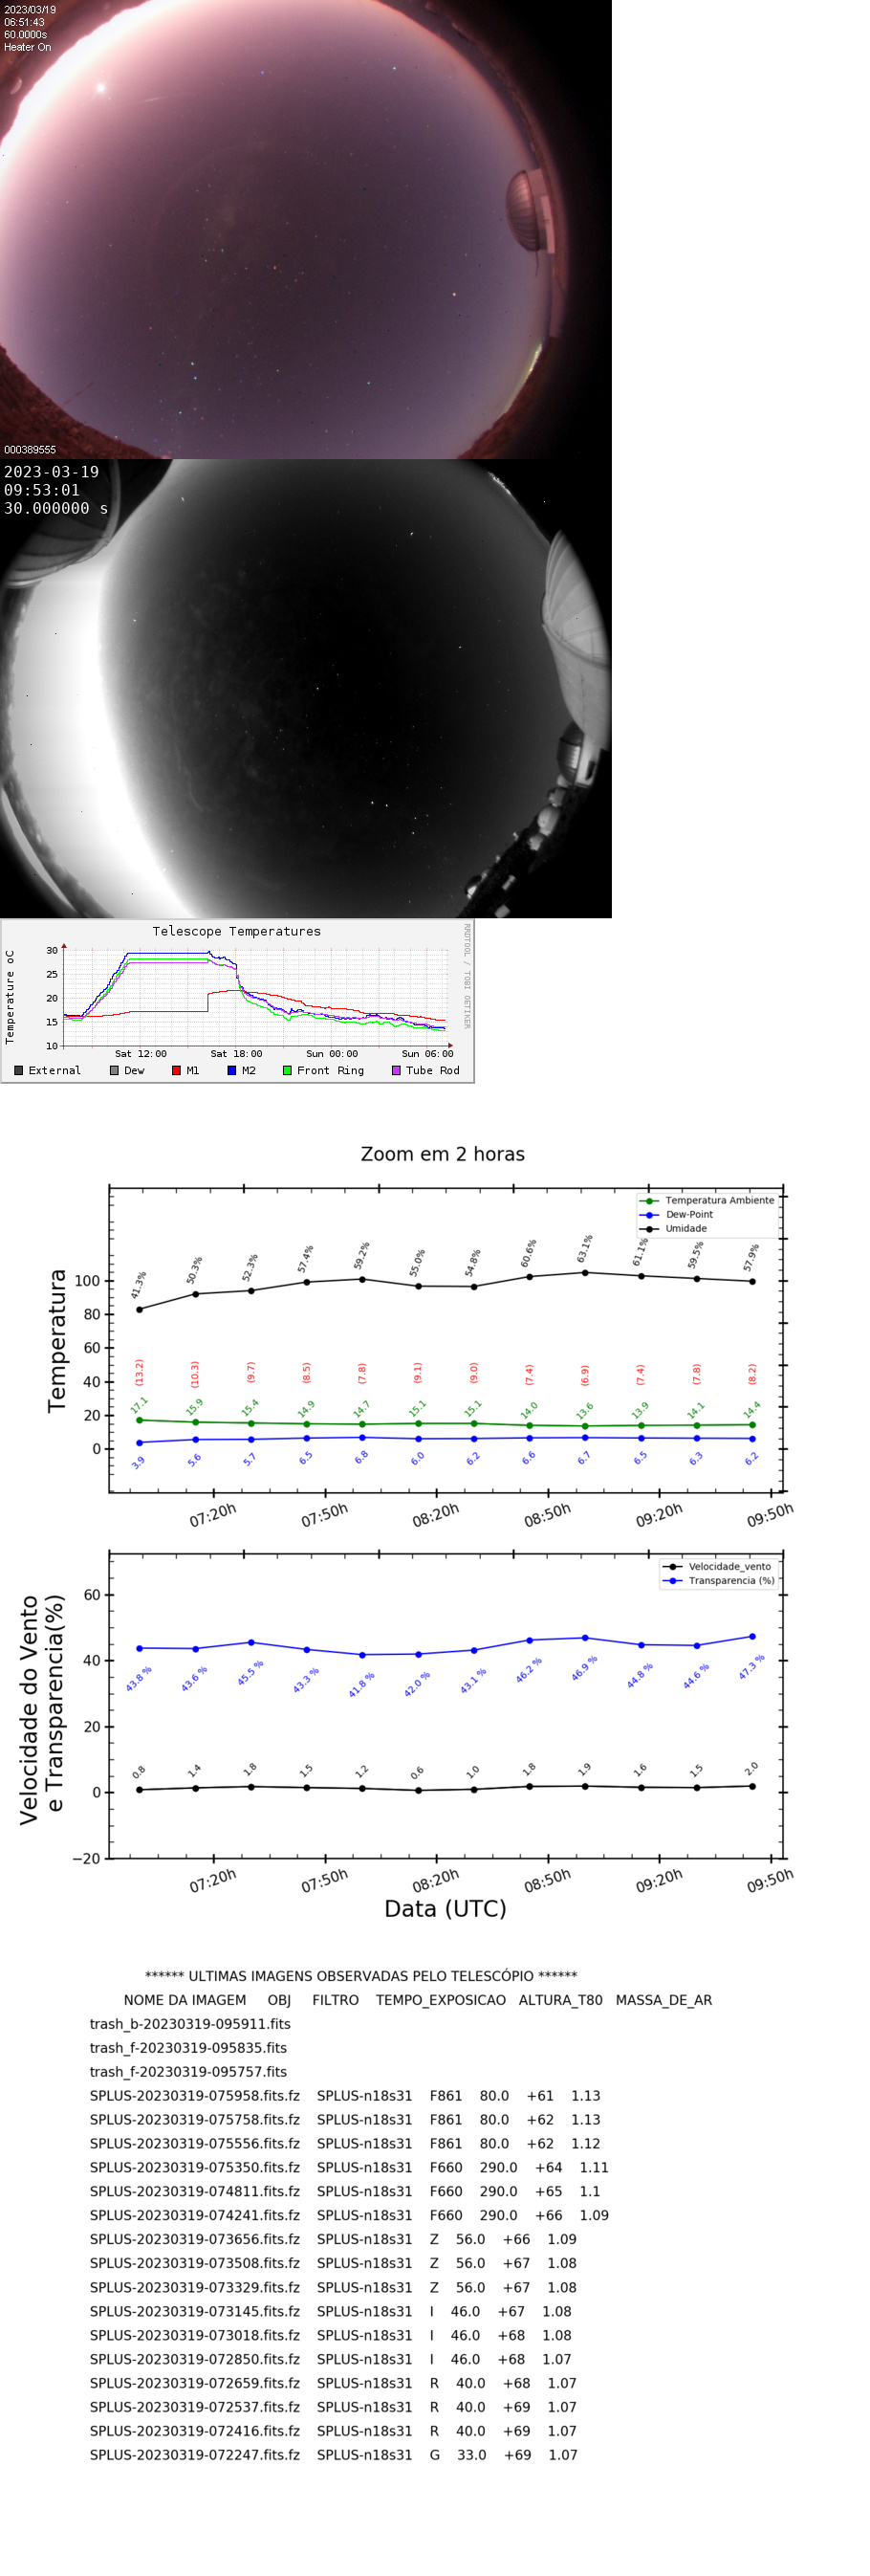 2023/03/19
06:51:43
60.0000s
Heater On
000389555
2023-03-19
09:53:01
30.000000 s
Telescope Temperatures
RRDTOOL / TOBI OETIKER
Temperature oC
30
25
20
15
10
Sat 12:00 Sat 18:00 Sun 00:00 Sun 06:00
External Dew M1 M2 Front Ring Tube Rod
Zoom em 2 horas
Temperatura Ambiente
Dew-Point
Umidade
Temperatura
100
80
60
40
20
0
41.3% 50.3% 52.3% 57.4% 59.2% 55.0% 54.8% 60.6% 63.1% 61.1% 59.5% 57.9%
(13.2) (10.3) (9.7) (8.5) (7.8) (9.1) (9.0) (7.4) (6.9) (7.4) (7.8) (8.2)
17.1 15.9 15.4 14.9 14.7 15.1 15.1 14.0 13.6 13.9 14.1 14.4
3.9 5.6 5.7 6.5 6.8 6.0 6.2 6.6 6.7 6.5 6.3 6.2
07:20h 07:50h 08:20h 08:50h 09:20h 09:50h
Velocidade_vento
Transparencia (%)
Velocidade do Vento
e Transparencia(%)
60
40
20
0
−20
43.8 % 43.6 % 45.5 % 43.3 % 41.8 % 42.0 % 43.1 % 46.2 % 46.9 % 44.8 % 44.6 % 47.3 %
0.8 1.4 1.8 1.5 1.2 0.6 1.0 1.8 1.9 1.6 1.5 2.0
07:20h 07:50h 08:20h 08:50h 09:20h 09:50h
Data (UTC)
****** ULTIMAS IMAGENS OBSERVADAS PELO TELESCÓPIO ******
NOME DA IMAGEM OBJ FILTRO TEMPO_EXPOSICAO ALTURA_T80 MASSA_DE_AR
trash_b-20230319-095911.fits
trash_f-20230319-095835.fits
trash_f-20230319-095757.fits
SPLUS-20230319-075958.fits.fz SPLUS-n18s31 F861 80.0 +61 1.13
SPLUS-20230319-075758.fits.fz SPLUS-n18s31 F861 80.0 +62 1.13
SPLUS-20230319-075556.fits.fz SPLUS-n18s31 F861 80.0 +62 1.12
SPLUS-20230319-075350.fits.fz SPLUS-n18s31 F660 290.0 +64 1.11
SPLUS-20230319-074811.fits.fz SPLUS-n18s31 F660 290.0 +65 1.1
SPLUS-20230319-074241.fits.fz SPLUS-n18s31 F660 290.0 +66 1.09
SPLUS-20230319-073656.fits.fz SPLUS-n18s31 Z 56.0 +66 1.09
SPLUS-20230319-073508.fits.fz SPLUS-n18s31 Z 56.0 +67 1.08
SPLUS-20230319-073329.fits.fz SPLUS-n18s31 Z 56.0 +67 1.08
SPLUS-20230319-073145.fits.fz SPLUS-n18s31 I 46.0 +67 1.08
SPLUS-20230319-073018.fits.fz SPLUS-n18s31 I 46.0 +68 1.08
SPLUS-20230319-072850.fits.fz SPLUS-n18s31 I 46.0 +68 1.07
SPLUS-20230319-072659.fits.fz SPLUS-n18s31 R 40.0 +68 1.07
SPLUS-20230319-072537.fits.fz SPLUS-n18s31 R 40.0 +69 1.07
SPLUS-20230319-072416.fits.fz SPLUS-n18s31 R 40.0 +69 1.07
SPLUS-20230319-072247.fits.fz SPLUS-n18s31 G 33.0 +69 1.07